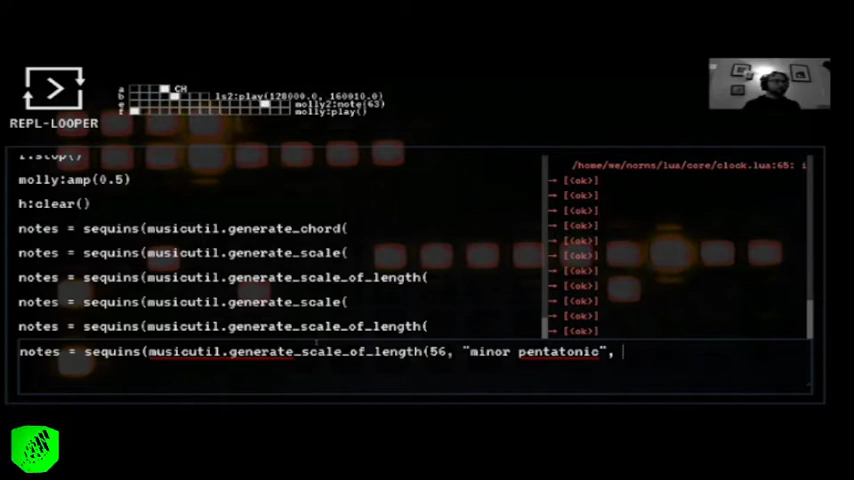 a
CH
b
ls2:play(128000.0, 160010.0)
molly2:note(63)
molly:play()
REPL-LOOPER
molly:amp(0.5)
h:clear()
notes = sequins(musicutil.generate_chord(
notes = sequins(musicutil.generate_scale(
notes = sequins(musicutil.generate_scale_of_length(
notes = sequins(musicutil.generate_scale(
notes = sequins(musicutil.generate_scale_of_length(
notes = sequins(musicutil.generate_scale_of_length(56, "minor pentatonic",
/home/we/norms/lua/core/clock.lua:65: i
→ [(ok)]
→ [(ok)]
→ [(ok)]
→ [(ok)]
→ [(ok)]
→ [(ok)]
→ [(ok)]
→ [(ok)]
→ [(ok)]
→ [(ok)]
→ [(ok)]